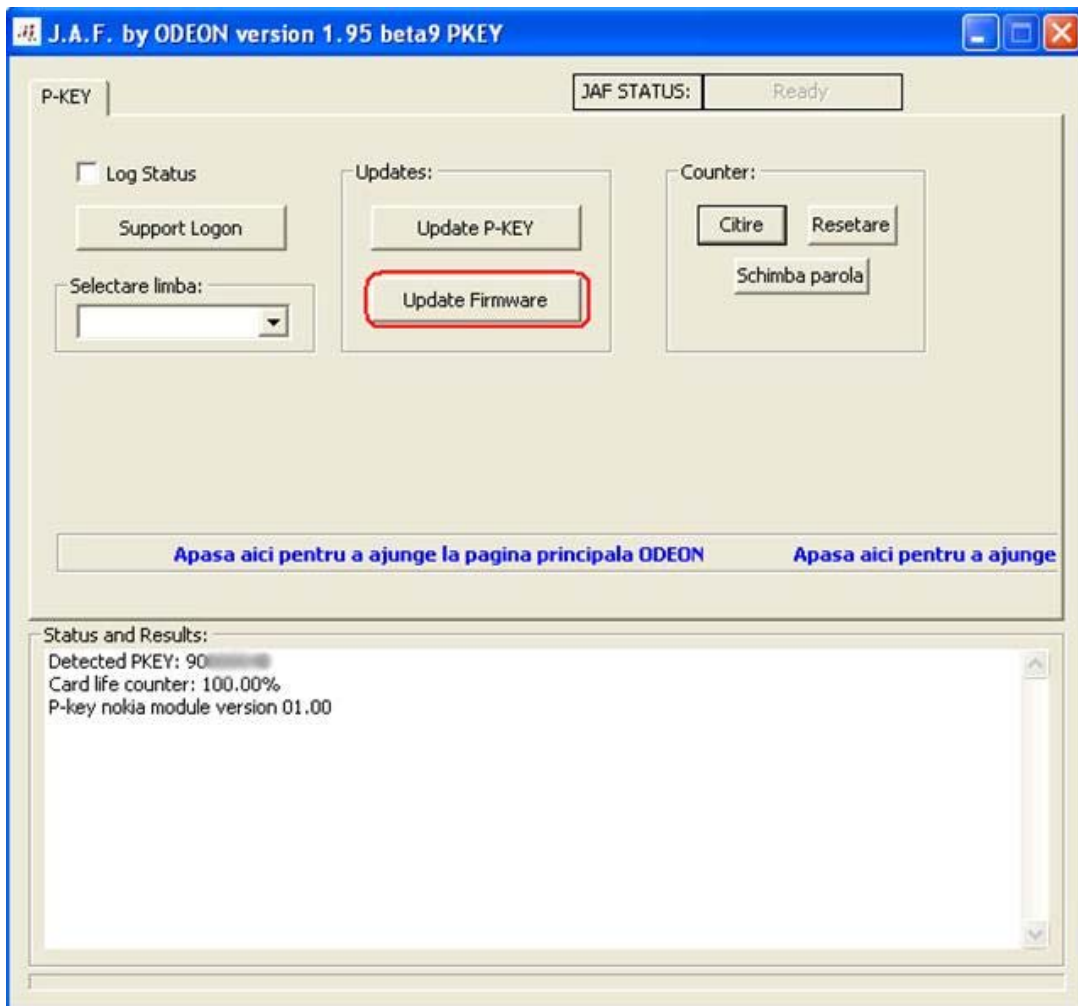 J.A.F. by ODEON version 1.95 beta9 PKEY
P-KEY
JAF STATUS:
Ready
Log Status
Support Logon
Selectare limba:
Updates:
Update P-KEY
Update Firmware
Counter:
Citire
Resetare
Schimba parola
Apasa aici pentru a ajunge la pagina principala ODEON
Apasa aici pentru a ajunge
Status and Results:
Detected PKEY: 90
Card life counter: 100.00%
P-key nokia module version 01.00